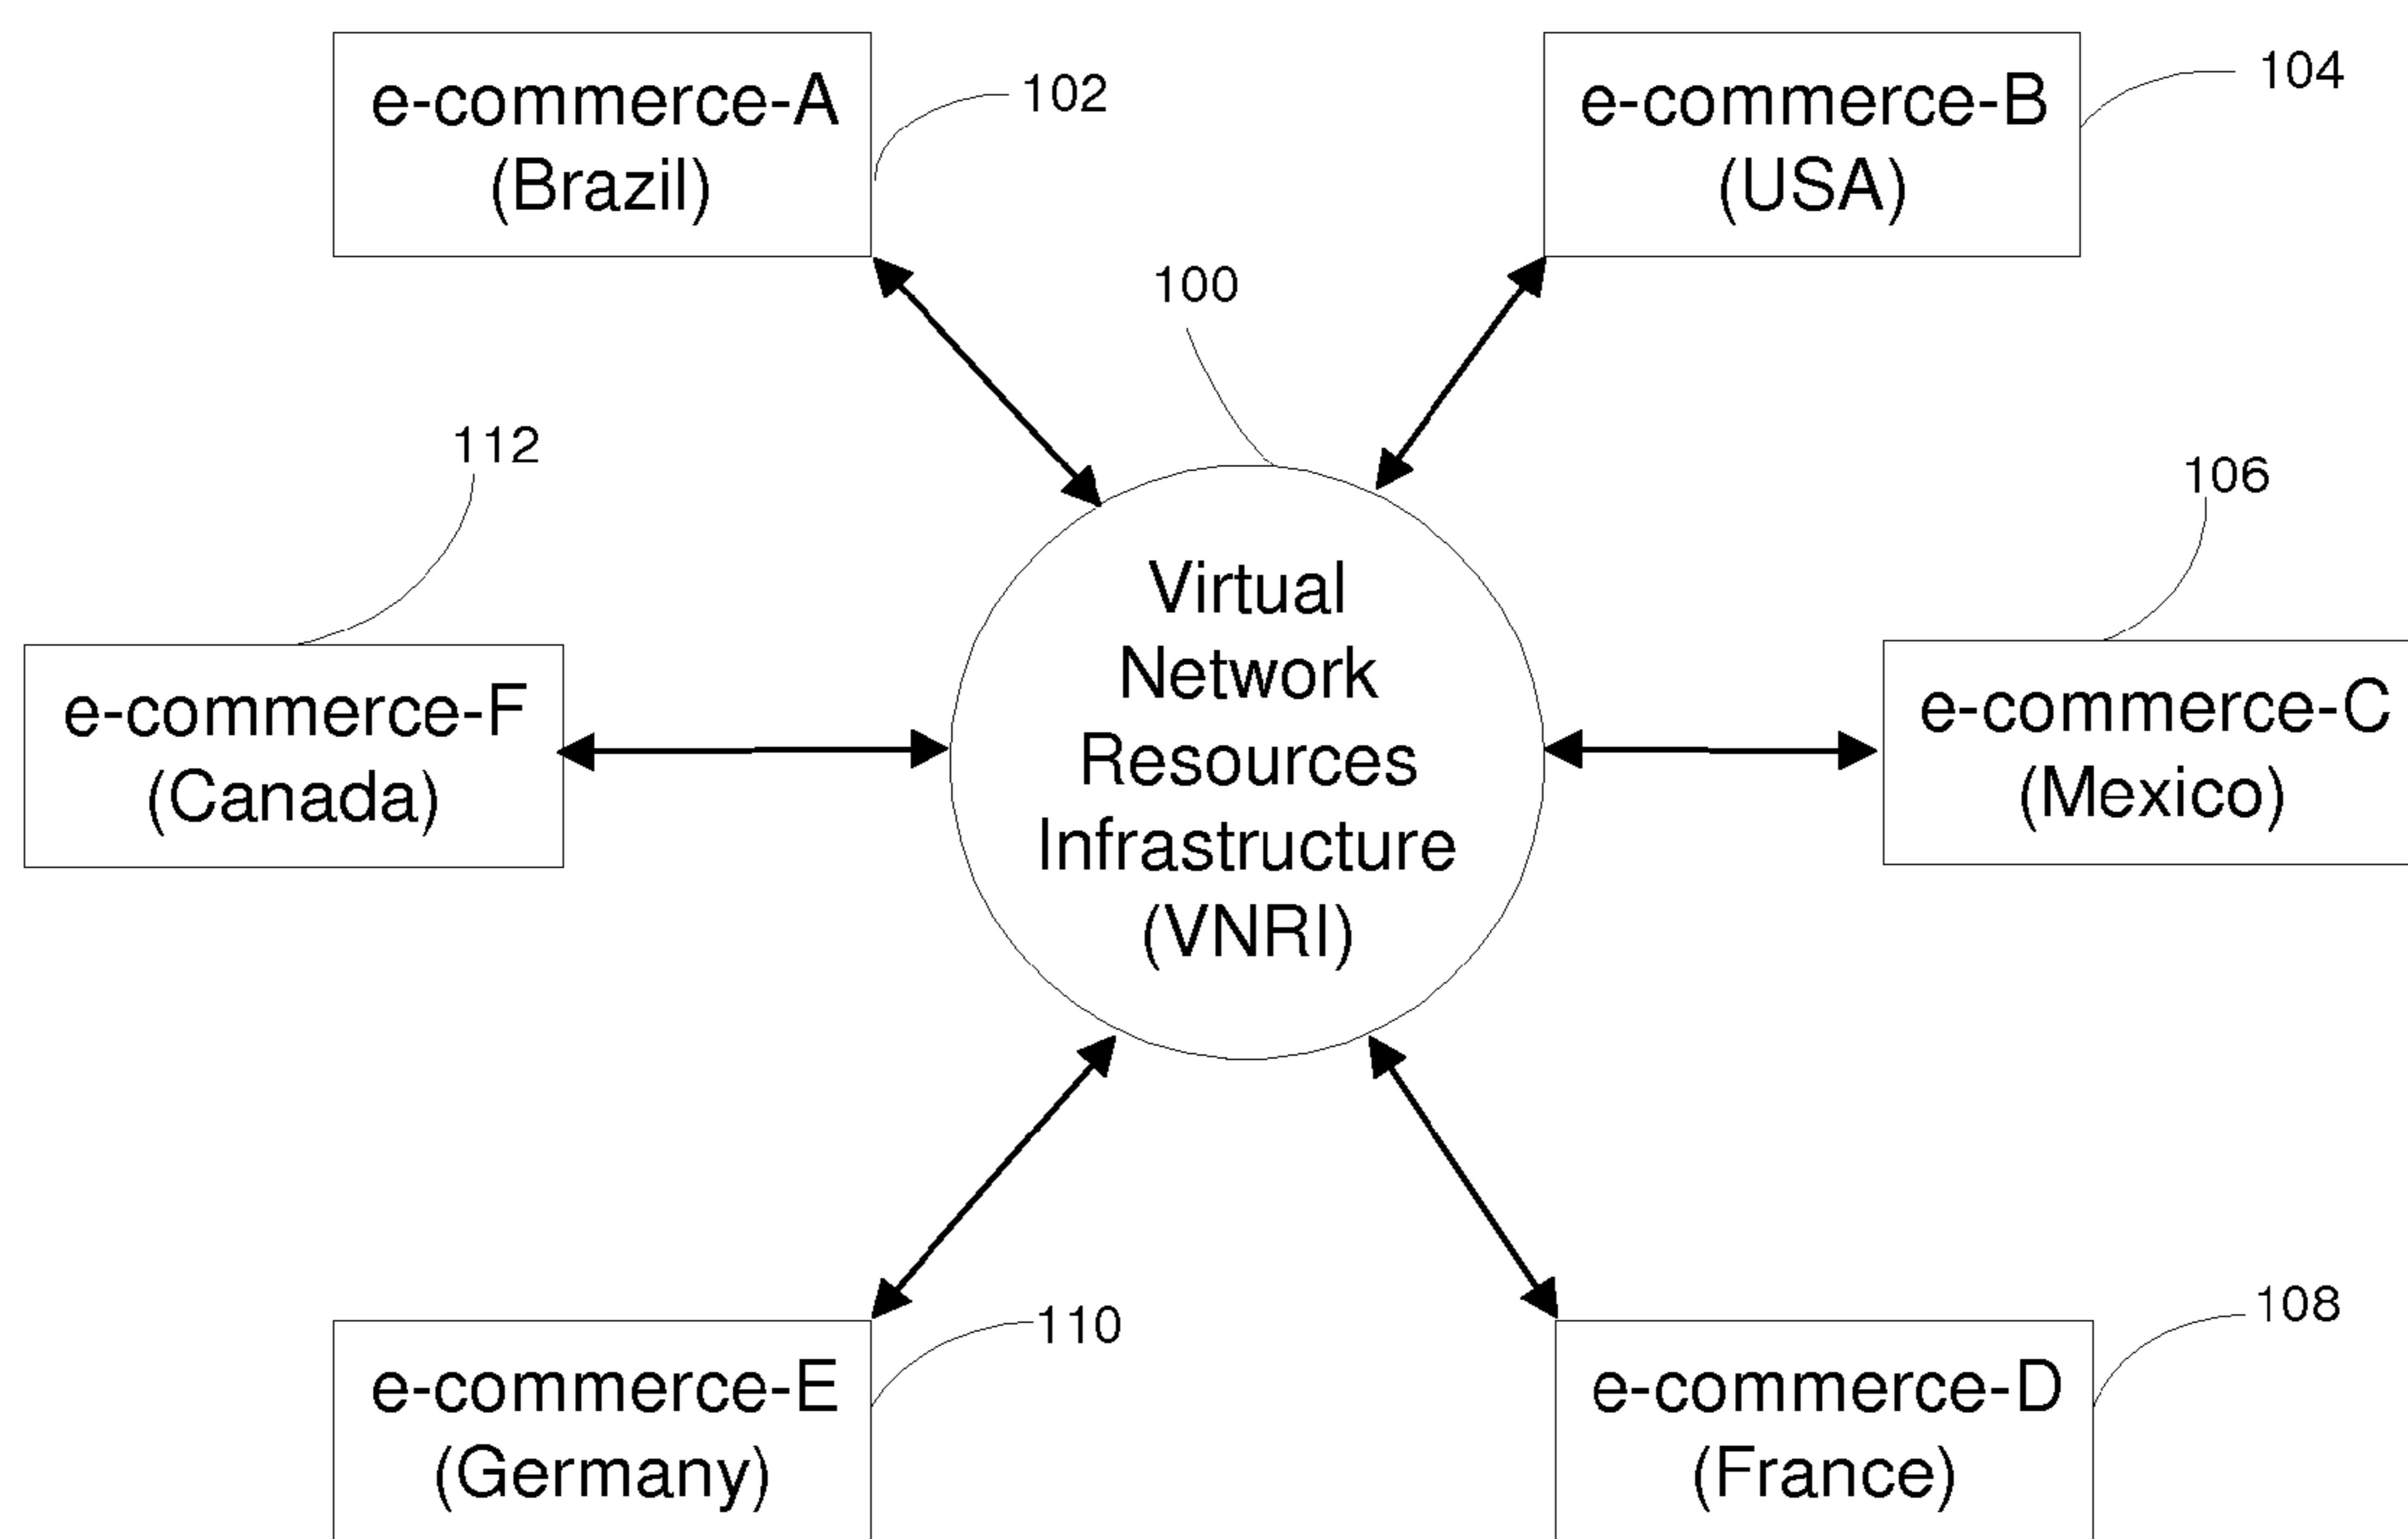 e-commerce-A
(Brazil)
102
e-commerce-B
(USA)
104
100
112
106
Virtual
Network
Resources
Infrastructure
(VNRI)
e-commerce-F
(Canada)
e-commerce-C
(Mexico)
e-commerce-E
(Germany)
110
e-commerce-D
(France)
108